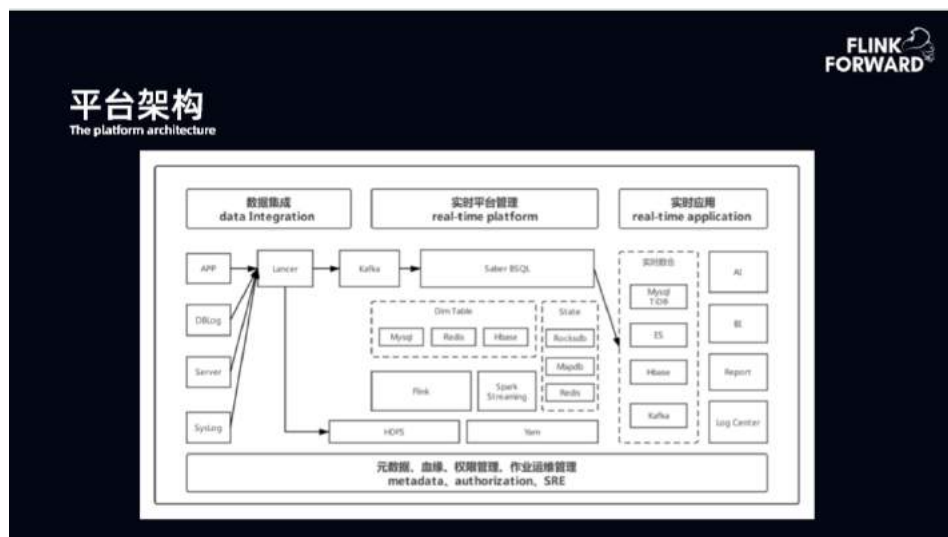 FLINK
FORWARD
平台架构
The platform architecture
数据集成
data Integration
实时平台管理
real-time platform
实时应用
real-time application
APP
Lancer
Kafka
Saber BSQL
实时数仓
AI
DBLog
Dim Table
State
Mysql
TiDB
BI
Mysql
Redis
Hbase
Rocksdb
ES
Server
Mapdb
Hbase
Report
Flink
Spark
Streaming
Redis
SysLog
HDFS
Yarn
Kafka
Log Center
元数据、血缘、权限管理、作业运维管理
metadata、authorization、SRE